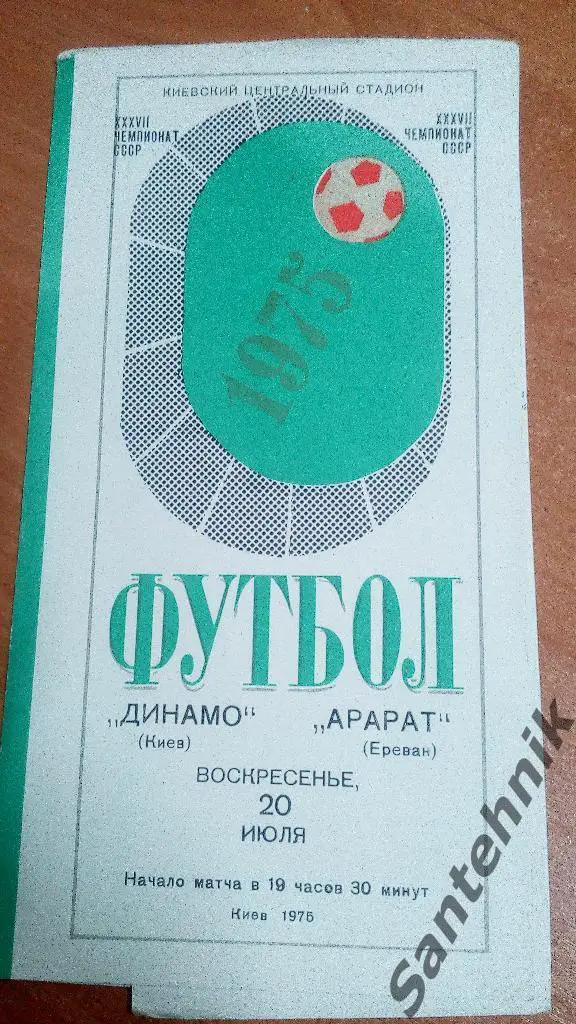 КИЕВСКИЙ ЦЕНТРАЛЬНЫЙ СТАДИОН
XXXVII
ЧЕМПИОНАТ
СССР
XXXVII
ЧЕМПИОНАТ
СССР
1975
ФУТБОЛ
„ДИНАМО“ „АРАРАТ“
(Киев) (Ереван)
ВОСКРЕСЕНЬЕ,
20
ИЮЛЯ
Начало матча в 19 часов 30 минут
Киев 1975
Santehnik